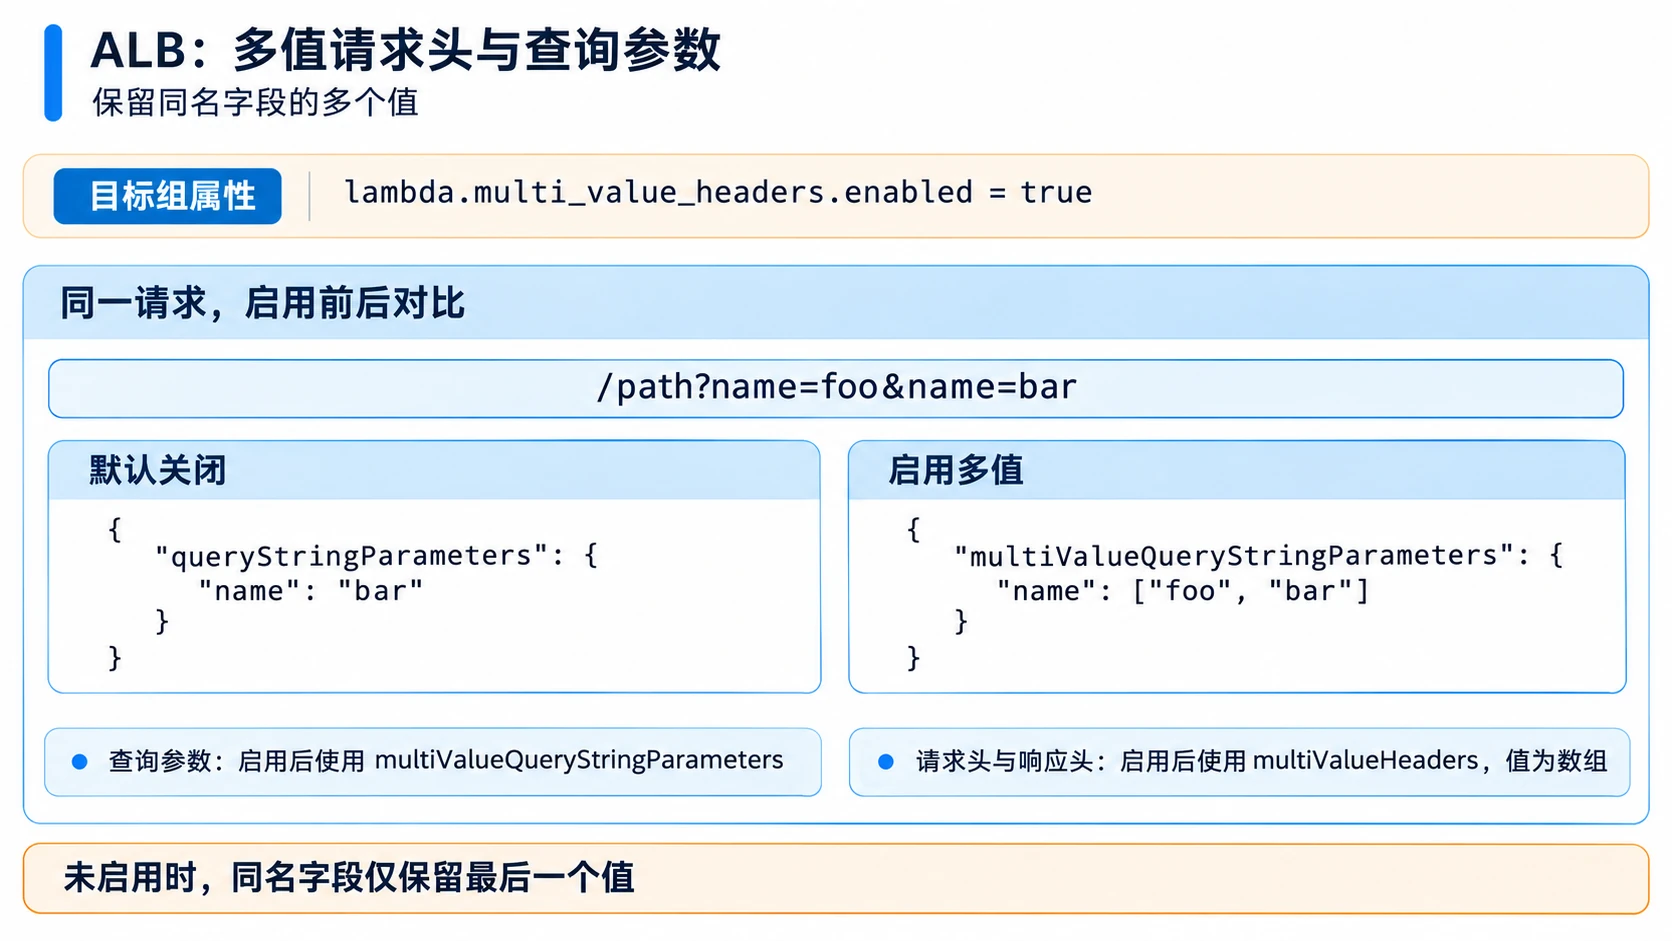 ALB：多值请求头与查询参数
保留同名字段的多个值
目标组属性
lambda.multi_value_headers.enabled = true
同一请求，启用前后对比
/path?name=foo&name=bar
默认关闭
{
"queryStringParameters": {
"name": "bar"
}
}
启用多值
{
"multiValueQueryStringParameters": {
"name": ["foo", "bar"]
}
}
查询参数：启用后使用 multiValueQueryStringParameters
请求头与响应头：启用后使用 multiValueHeaders，值为数组
未启用时，同名字段仅保留最后一个值